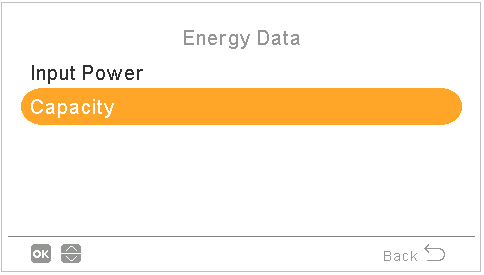 Energy Data
Input Power
Capacity
OK Back